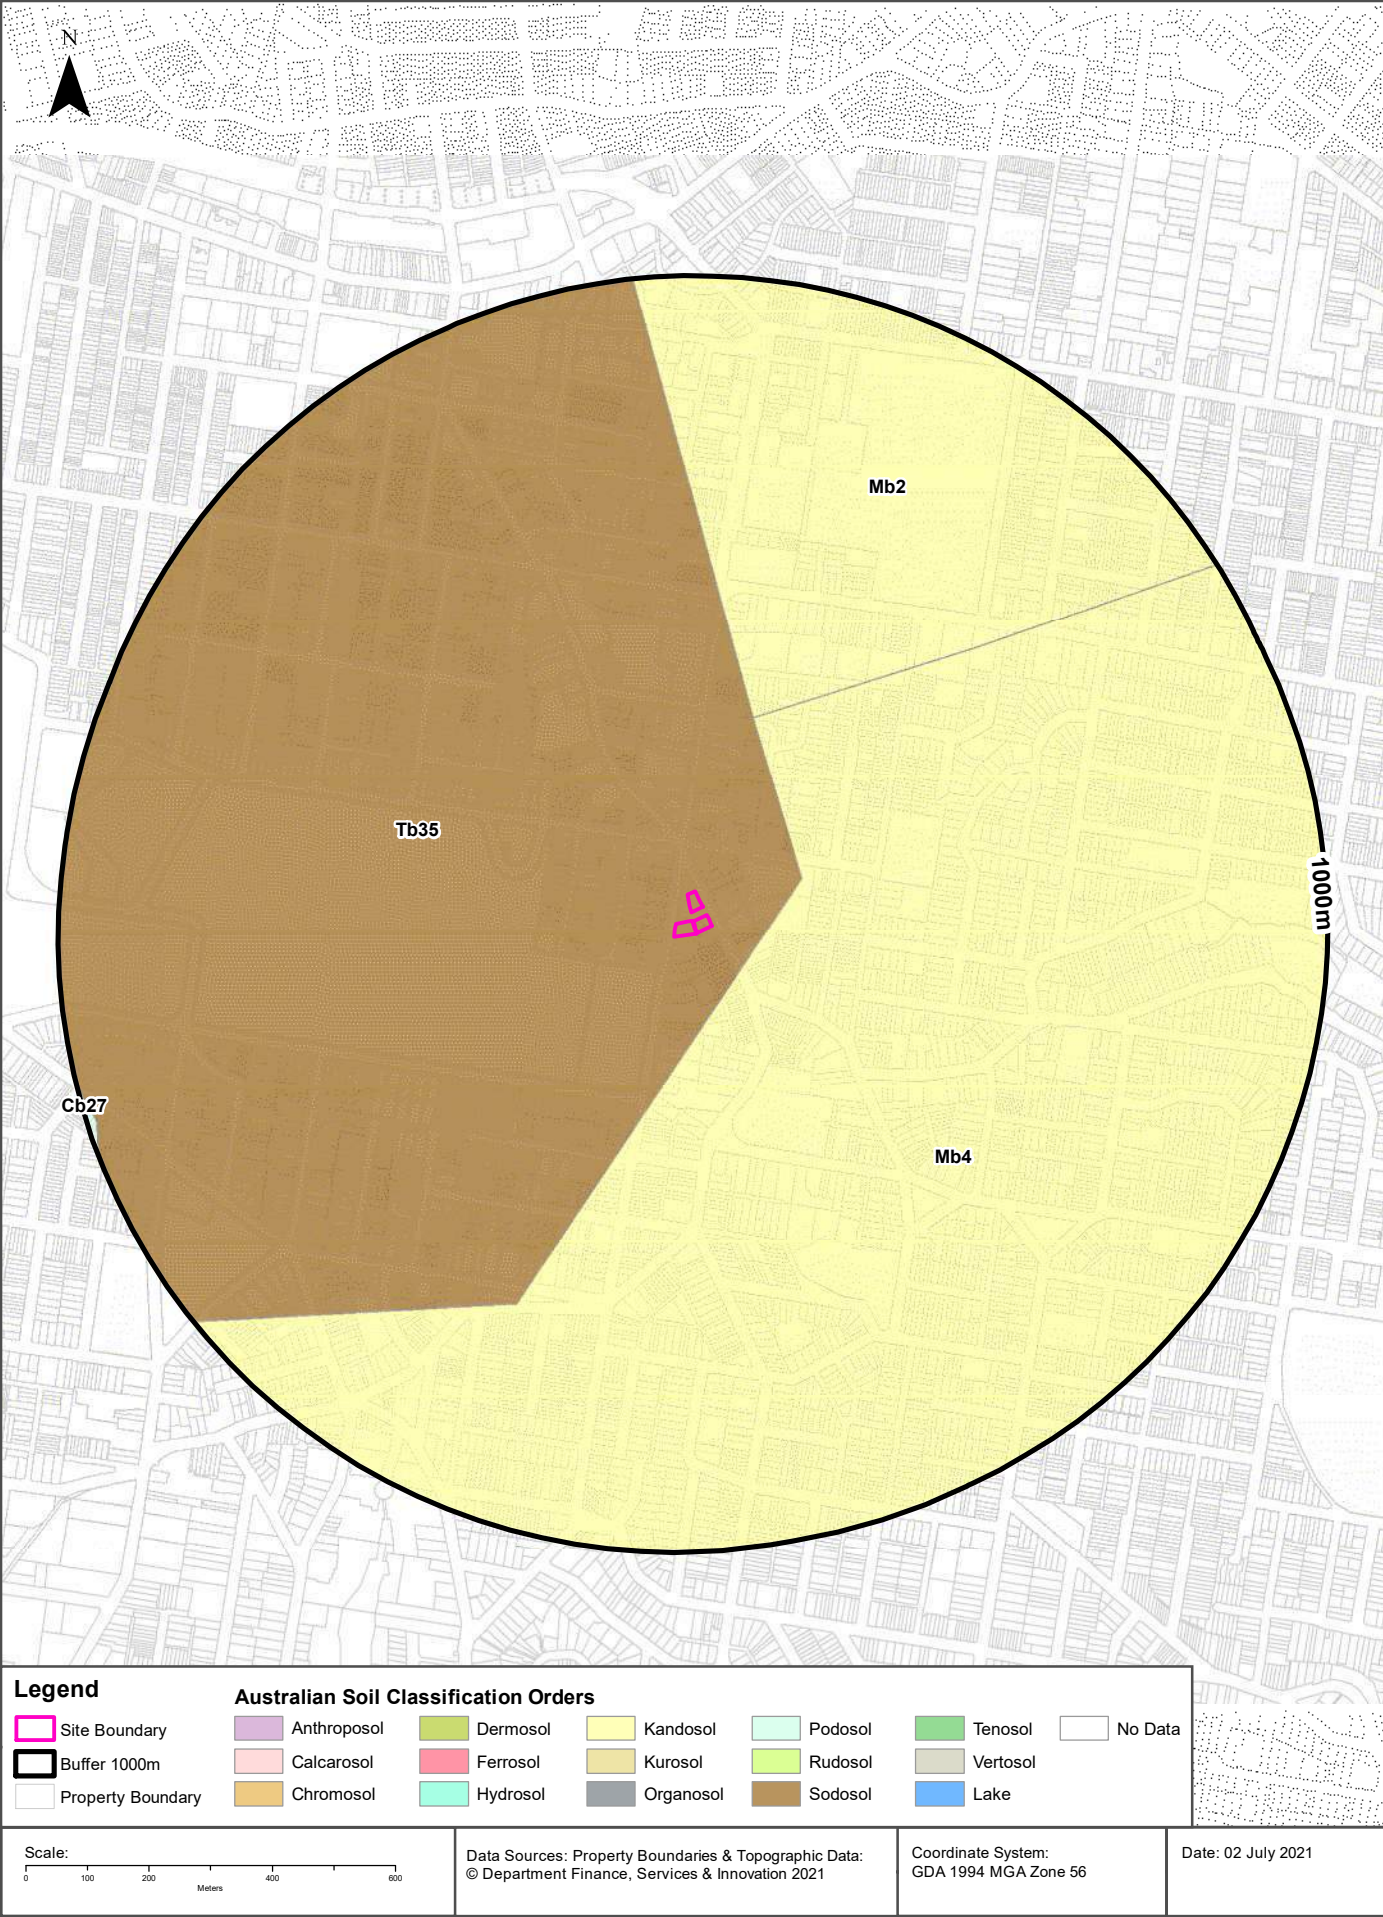 N
Mb2
Tb35
1000m
Cb27
Mb4
Legend
Site Boundary
Buffer 1000m
Property Boundary
Australian Soil Classification Orders
Anthroposol
Dermosol
Kandosol
Podosol
Tenosol
No Data
Calcarosol
Ferrosol
Kurosol
Rudosol
Vertosol
Chromosol
Hydrosol
Organosol
Sodosol
Lake
Scale:
0 100 200 400 600
Meters
Data Sources: Property Boundaries & Topographic Data:
© Department Finance, Services & Innovation 2021
Coordinate System:
GDA 1994 MGA Zone 56
Date: 02 July 2021